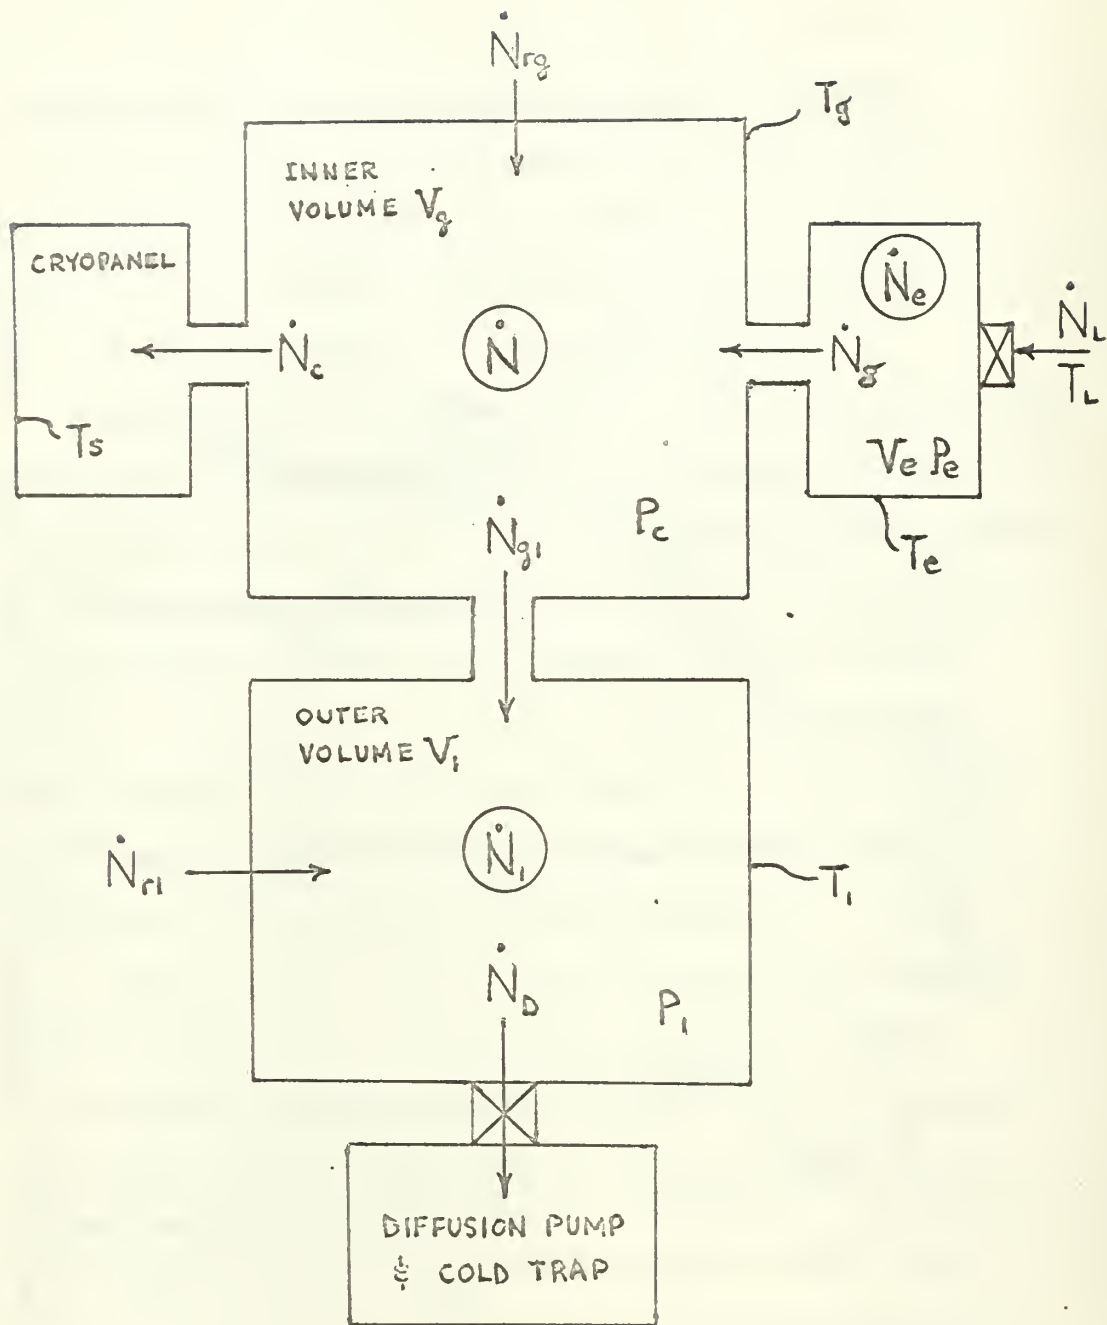 Ṅrg
Tg
INNER
VOLUME Vg
CRYOPANEL
Ṅe
Ṅc
Ṅ
Ṅg
ṄL
TL
Ts
Ve Pe
Pc
Te
Ṅg1
OUTER
VOLUME V1
Ṅr1
Ṅ1
T1
ṄD
P1
DIFFUSION PUMP
& COLD TRAP